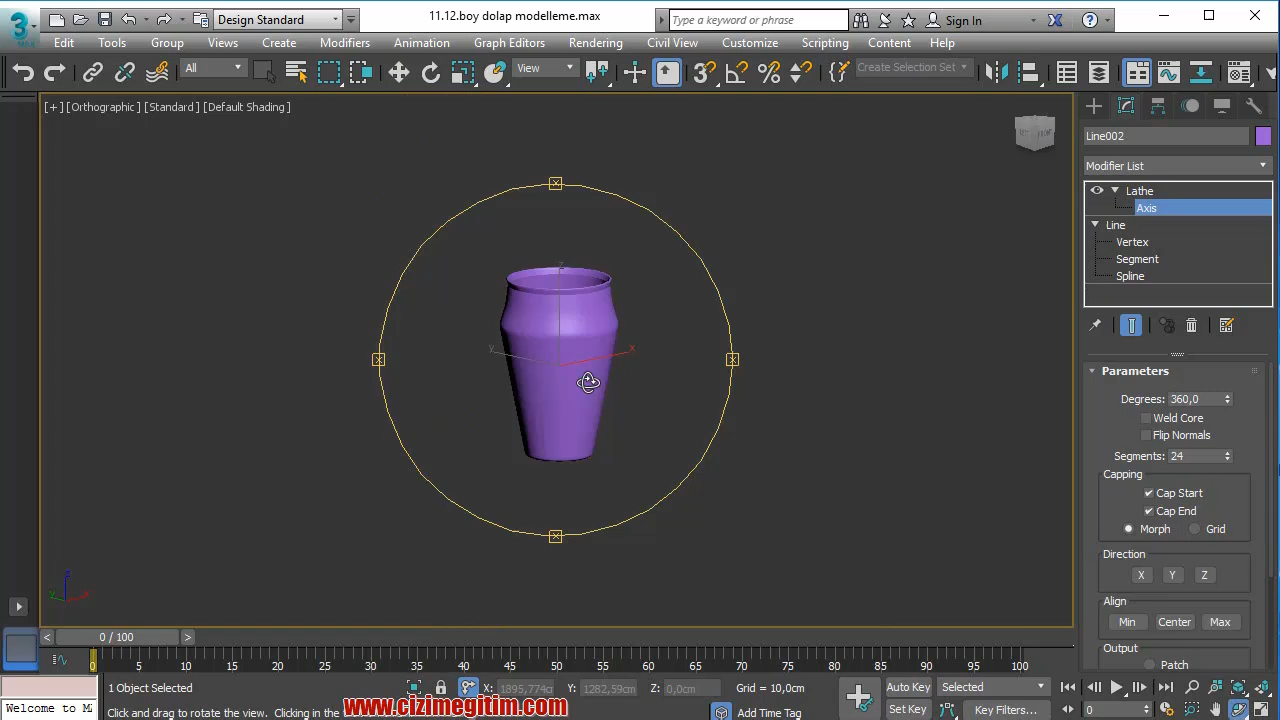 3
MAX
Design Standard
11.12.boy dolap modelleme.max
Type a keyword or phrase
Sign In
Edit Tools Group Views Create Modifiers Animation Graph Editors Rendering Civil View Customize Scripting Content Help
All
View
3
Create Selection Set
[+] [Orthographic] [Standard] [Default Shading]
Line002
Modifier List
Lathe
Axis
Line
Vertex
Segment
Spline
Parameters
Degrees: 360,0
Weld Core
Flip Normals
Segments: 24
Capping
Cap Start
Cap End
Morph Grid
Direction
X Y Z
Align
Min Center Max
Output
Patch
z
y x
z
y x
< 0 / 100 >
0 5 10 15 20 25 30 35 40 45 50 55 60 65 70 75 80 85 90 95 100
1 Object Selected
X: 1895,774cm Y: 1282,59cm Z: 0,0cm Grid = 10,0cm
Auto Key Selected
Set Key Key Filters...
0
Welcome to M
Click and drag to rotate the view. Clicking in the
Add Time Tag
www.cizimegitim.com